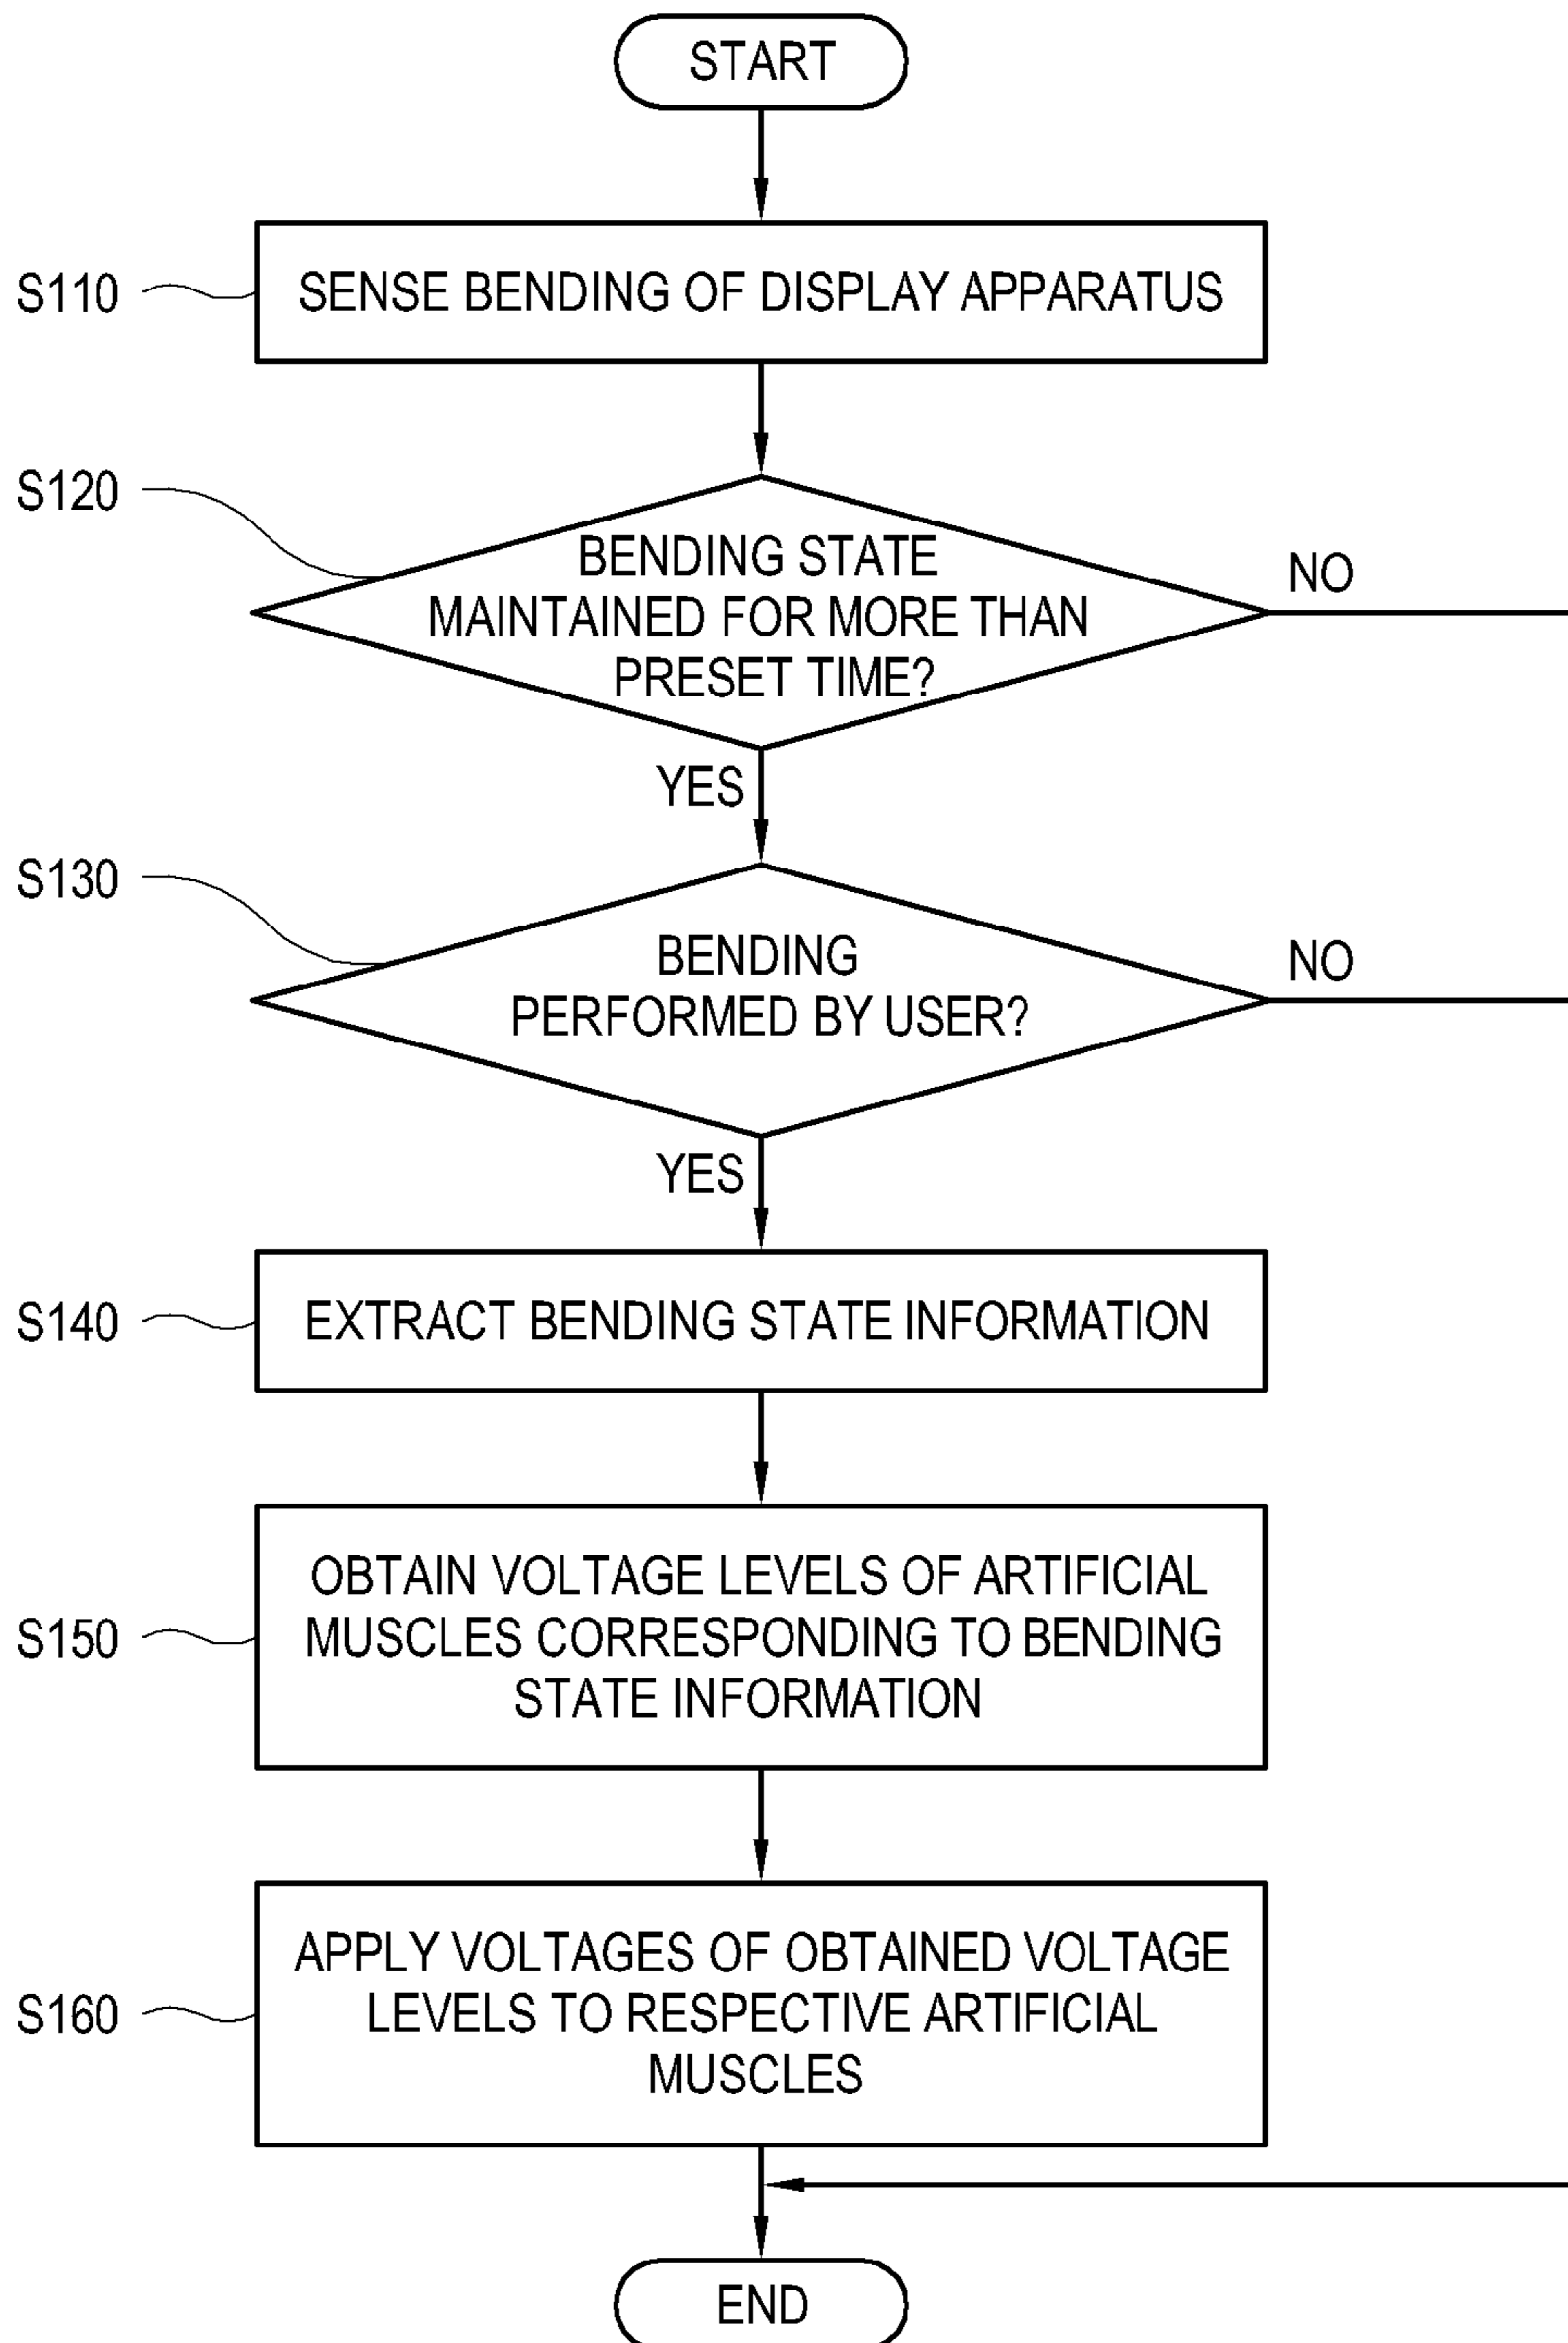 START
S110
SENSE BENDING OF DISPLAY APPARATUS
S120
BENDING STATE
MAINTAINED FOR MORE THAN
PRESET TIME?
NO
YES
S130
BENDING
PERFORMED BY USER?
NO
YES
S140
EXTRACT BENDING STATE INFORMATION
S150
OBTAIN VOLTAGE LEVELS OF ARTIFICIAL
MUSCLES CORRESPONDING TO BENDING
STATE INFORMATION
S160
APPLY VOLTAGES OF OBTAINED VOLTAGE
LEVELS TO RESPECTIVE ARTIFICIAL
MUSCLES
END